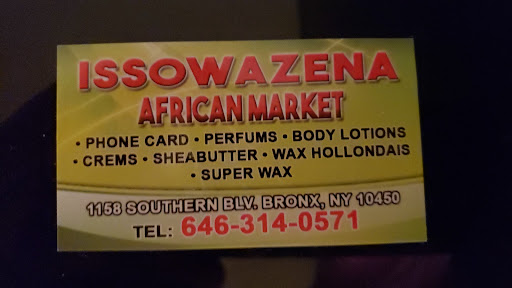 ISSOWAZENA
AFRICAN MARKET
• PHONE CARD • PERFUMS • BODY LOTIONS
• CREMS • SHEABUTTER • WAX HOLLONDAIS
• SUPER WAX
1158 SOUTHERN BLV. BRONX, NY 10450
TEL: 646-314-0571